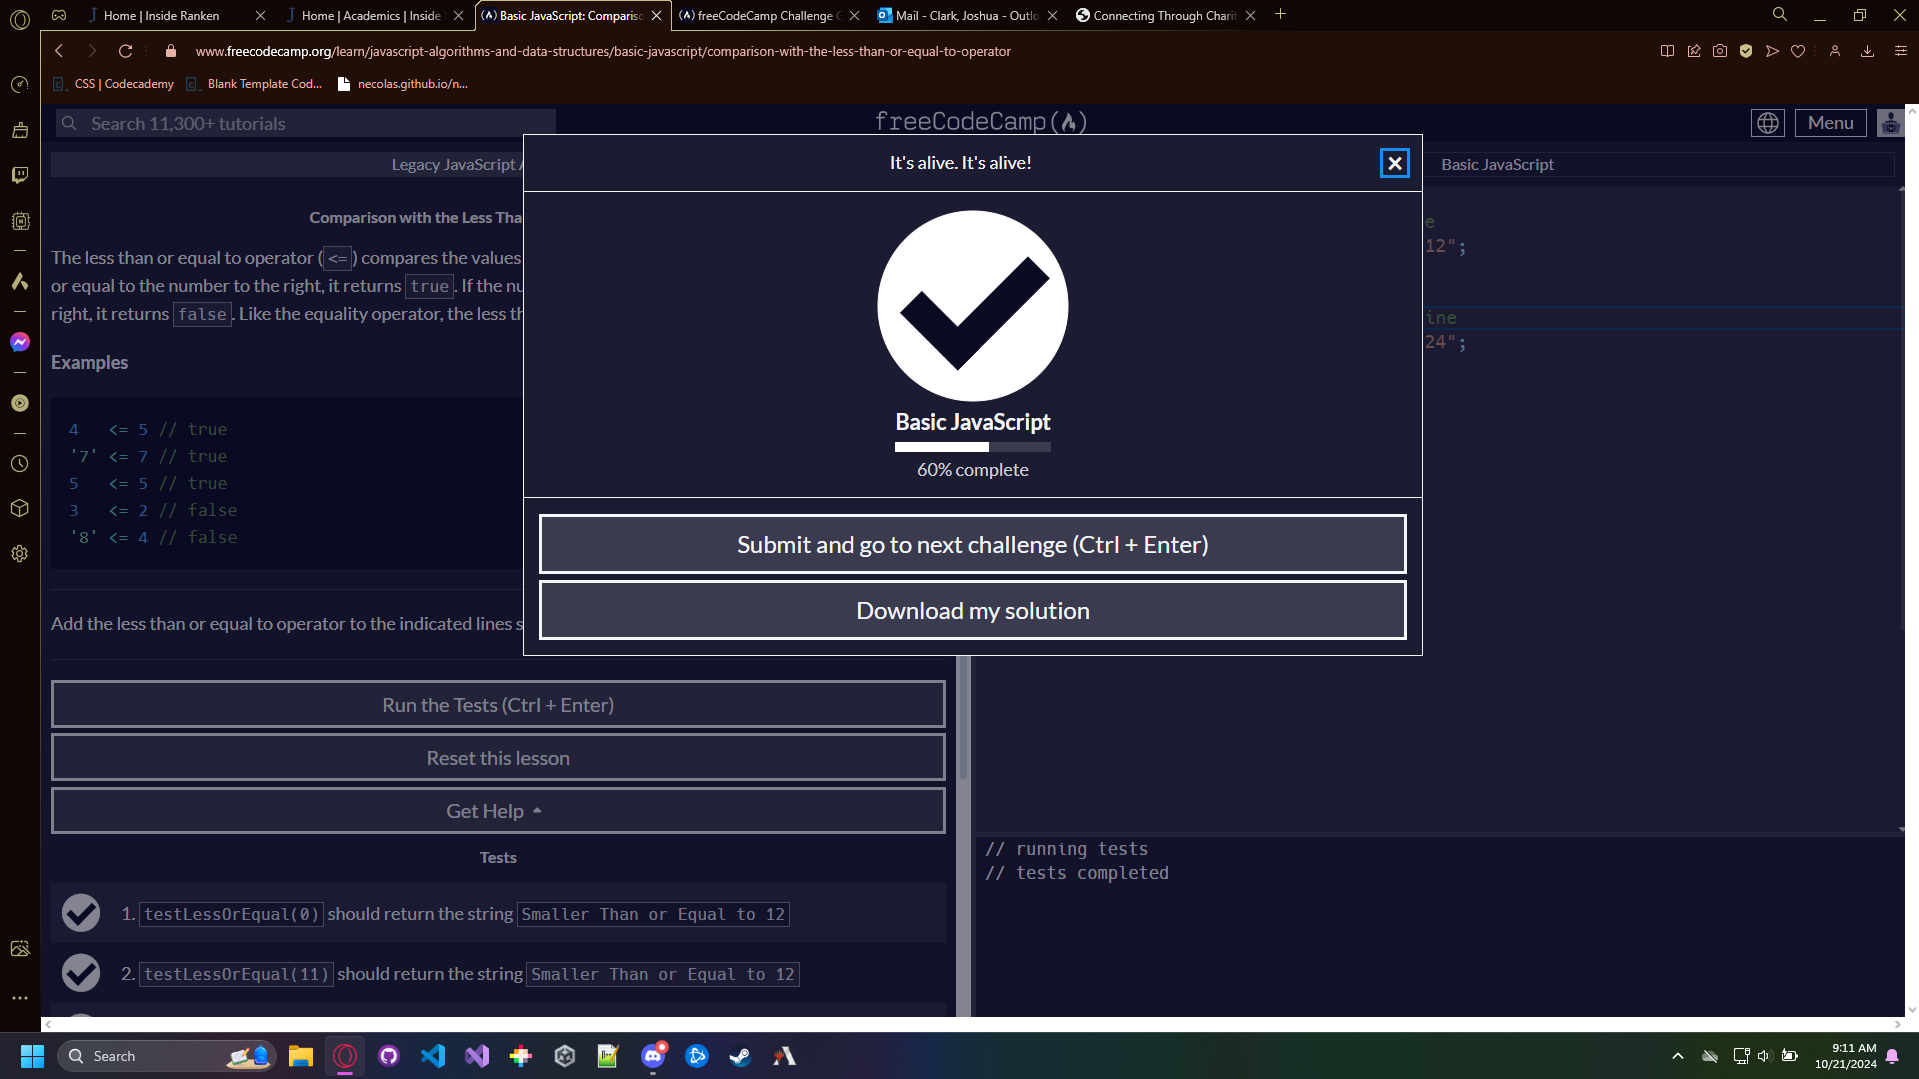 Home | Inside Ranken
Home | Academics | Inside
Basic JavaScript: Comparis
freeCodeCamp Challenge G
Mail - Clark, Joshua - Outlo
Connecting Through Charit
www.freecodecamp.org/learn/javascript-algorithms-and-data-structures/basic-javascript/comparison-with-the-less-than-or-equal-to-operator
CSS | Codecademy
Blank Template Cod...
necolas.github.io/n...
Search 11,300+ tutorials
freeCodeCamp
Menu
Legacy JavaScript A
Basic JavaScript
Comparison with the Less Tha
The less than or equal to operator (<=) compares the values
or equal to the number to the right, it returns true. If the nu
right, it returns false. Like the equality operator, the less th
Examples
4 <= 5 // true
'7' <= 7 // true
5 <= 5 // true
3 <= 2 // false
'8' <= 4 // false
Add the less than or equal to operator to the indicated lines s
Run the Tests (Ctrl + Enter)
Reset this lesson
Get Help
Tests
1. testLessOrEqual(0) should return the string Smaller Than or Equal to 12
2. testLessOrEqual(11) should return the string Smaller Than or Equal to 12
It's alive. It's alive!
Basic JavaScript
60% complete
Submit and go to next challenge (Ctrl + Enter)
Download my solution
e
12";
ine
24";
// running tests
// tests completed
Search
9:11 AM
10/21/2024